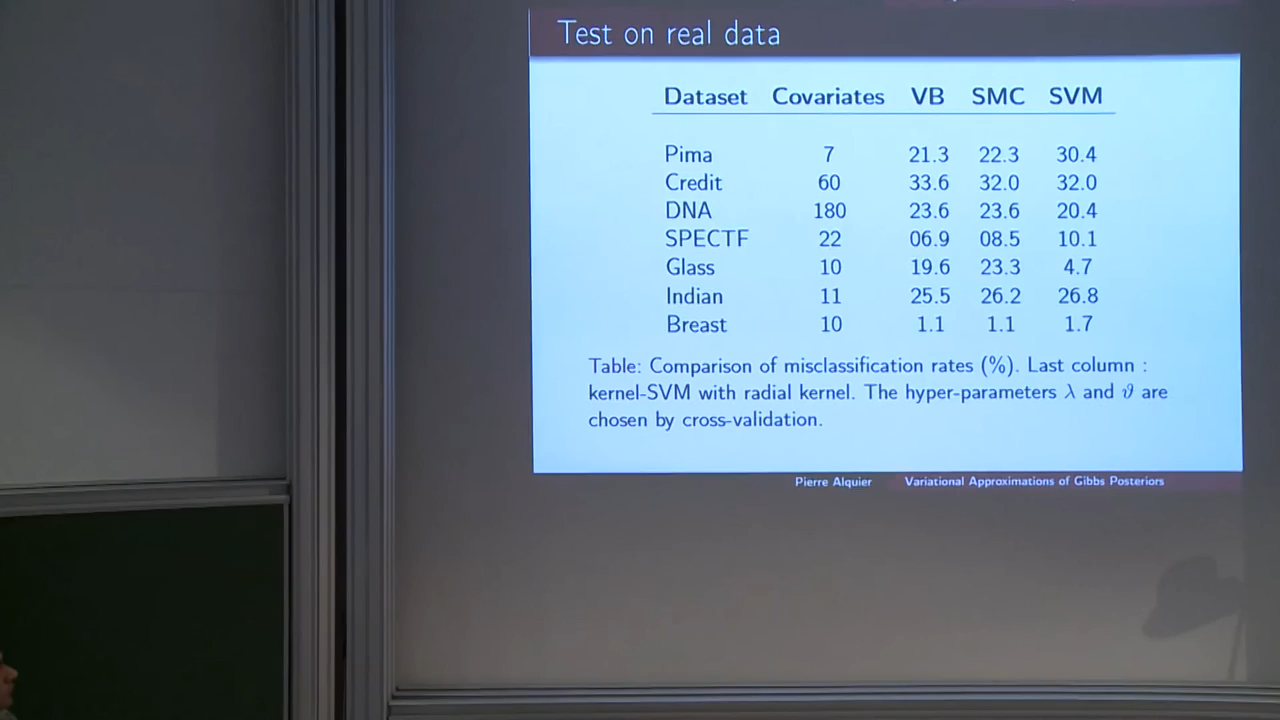 Test on real data
Dataset Covariates VB SMC SVM
Pima 7 21.3 22.3 30.4
Credit 60 33.6 32.0 32.0
DNA 180 23.6 23.6 20.4
SPECTF 22 06.9 08.5 10.1
Glass 10 19.6 23.3 4.7
Indian 11 25.5 26.2 26.8
Breast 10 1.1 1.1 1.7
Table: Comparison of misclassification rates (%). Last column :
kernel-SVM with radial kernel. The hyper-parameters λ and ϑ are
chosen by cross-validation.
Pierre Alquier Variational Approximations of Gibbs Posteriors